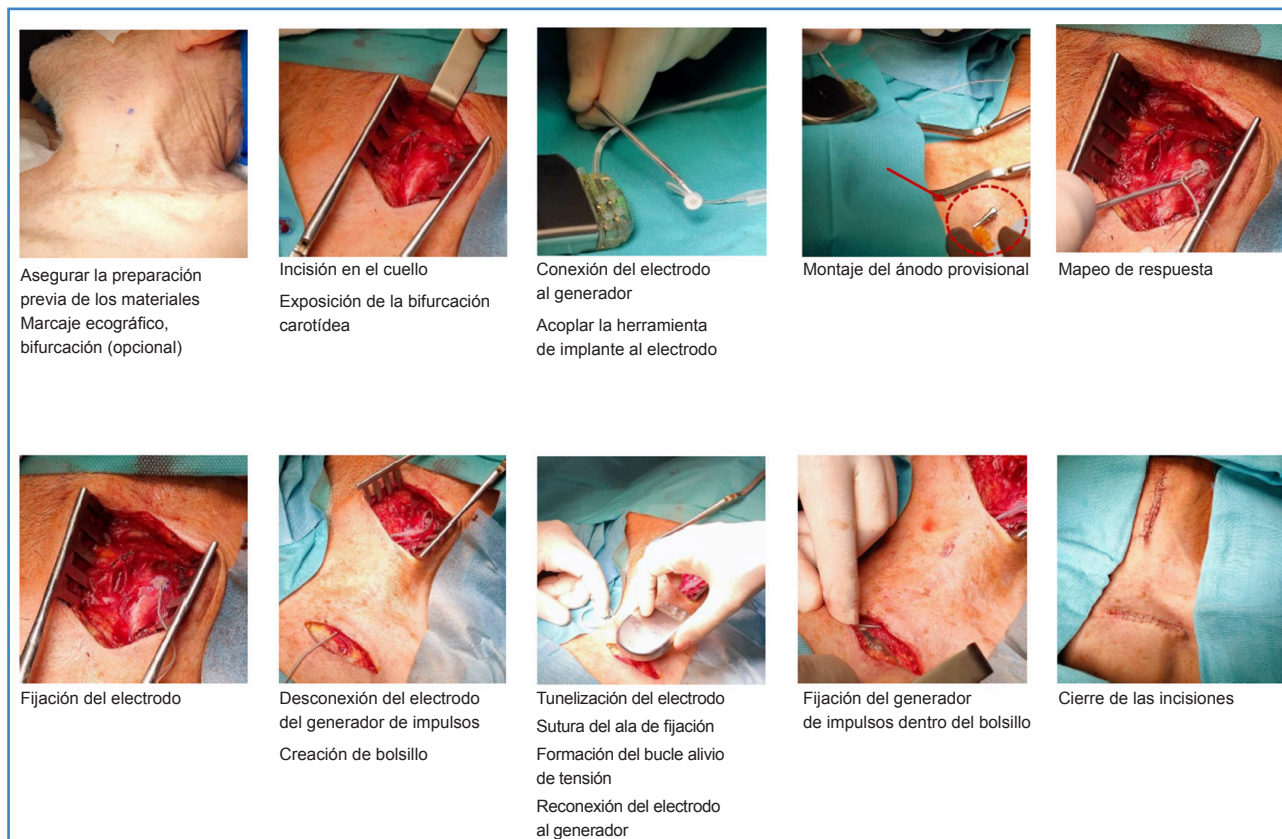 Asegurar la preparación
previa de los materiales
Marcaje ecográfico,
bifurcación (opcional)
Incisión en el cuello
Exposición de la bifurcación
carotídea
Conexión del electrodo
al generador
Acoplar la herramienta
de implante al electrodo
Montaje del ánodo provisional
Mapeo de respuesta
Fijación del electrodo
Desconexión del electrodo
del generador de impulsos
Creación de bolsillo
Tunelización del electrodo
Sutura del ala de fijación
Formación del bucle alivio
de tensión
Reconexión del electrodo
al generador
Fijación del generador
de impulsos dentro del bolsillo
Cierre de las incisiones